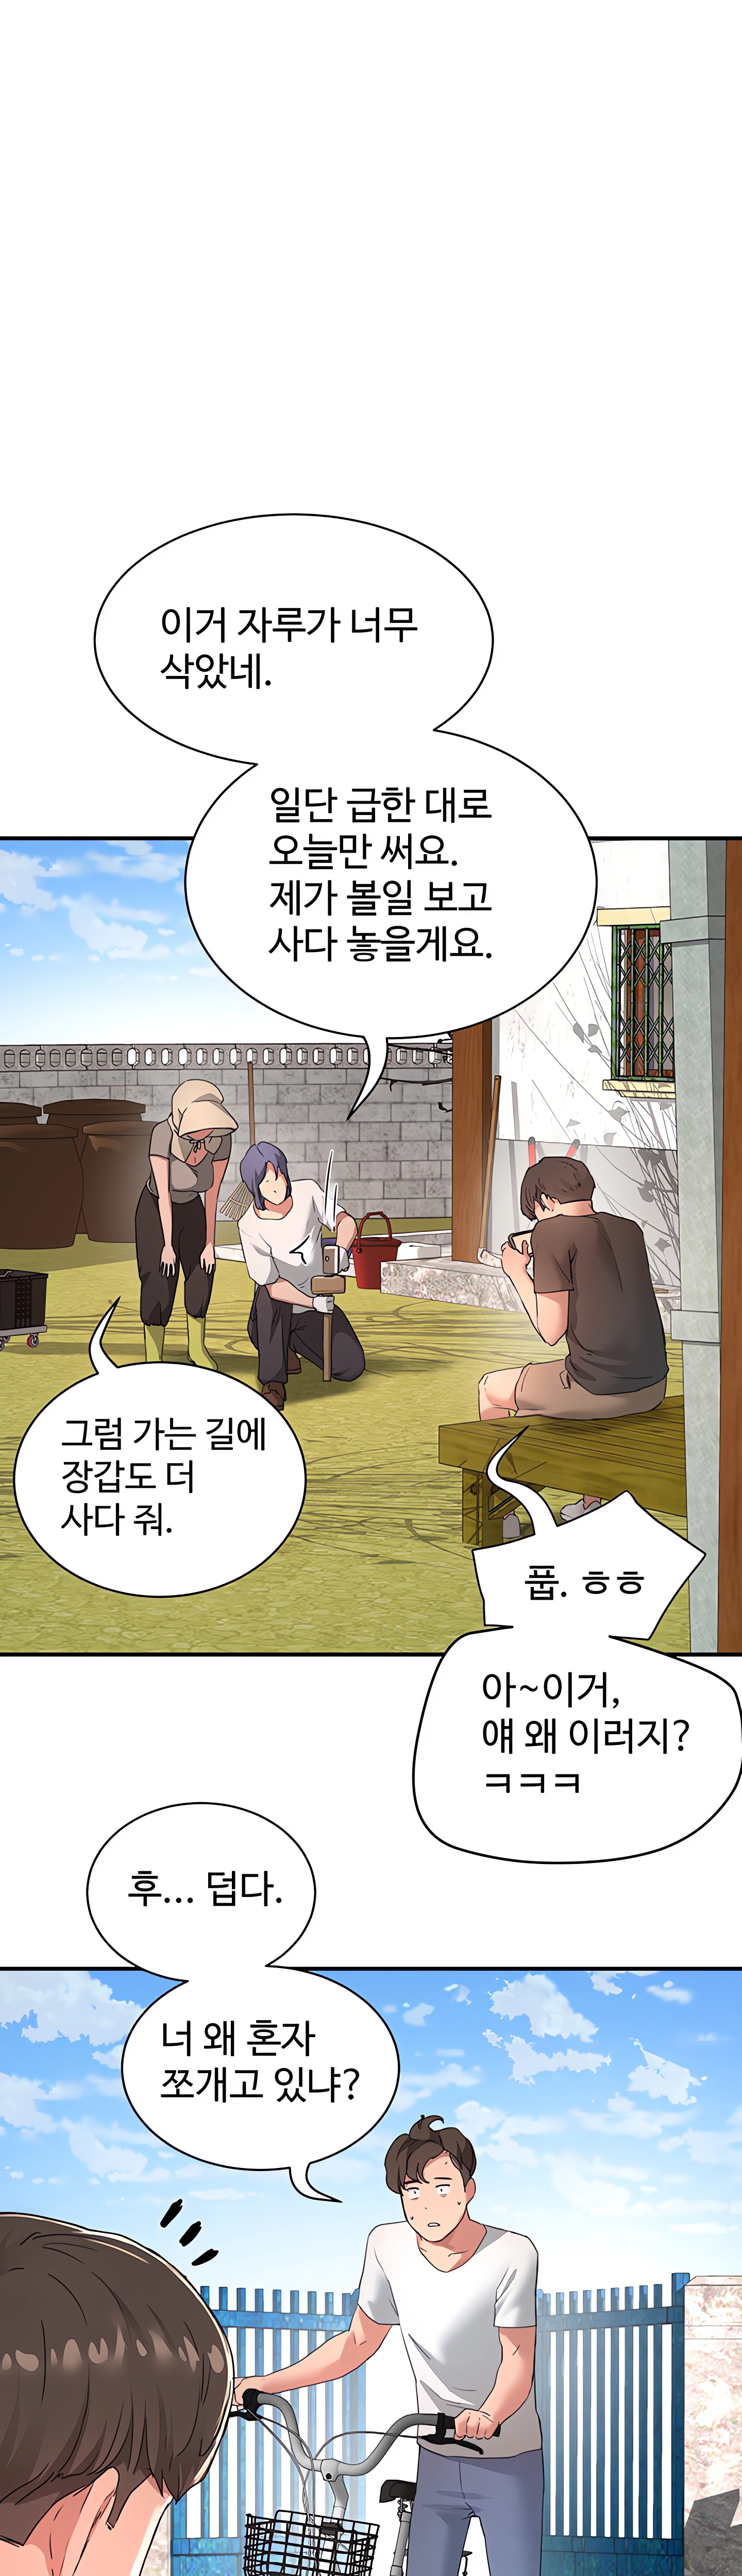 이거 자루가 너무
삭았네.
일단 급한 대로
오늘만 써요.
제가 볼일 보고
사다 놓을게요.
그럼 가는 길에
장갑도 더
사다 줘.
풉. ㅎㅎ
아~이거,
얘 왜 이러지?
ㅋㅋㅋ
후... 덥다.
너 왜 혼자
쪼개고 있냐?